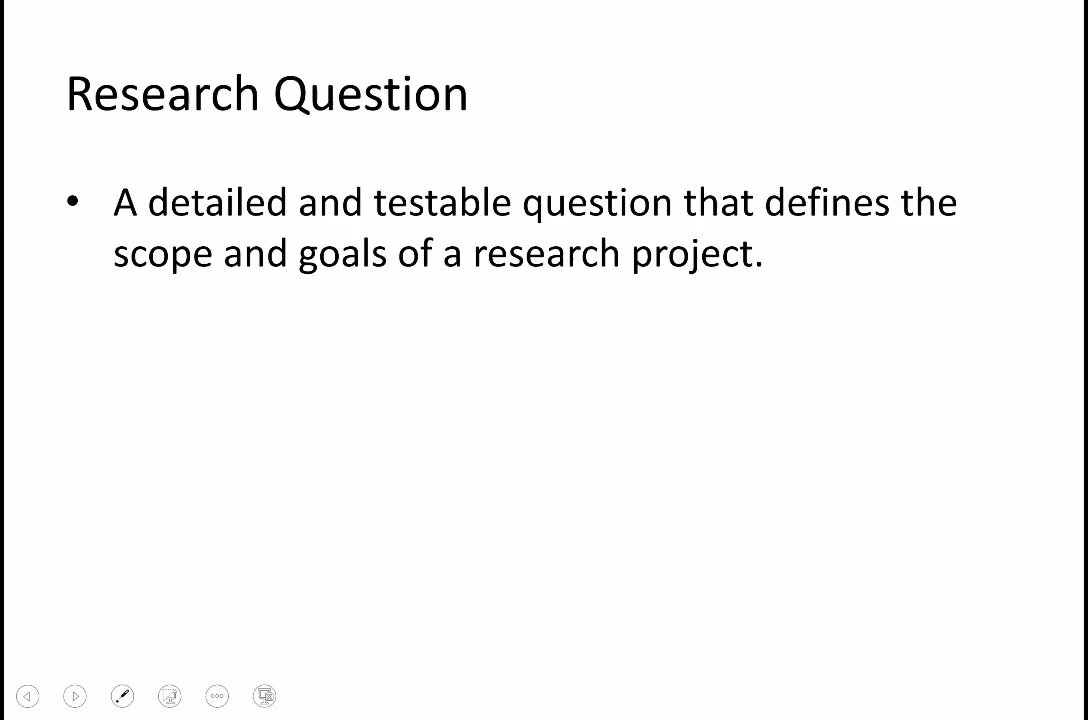 Research Question
• A detailed and testable question that defines the
scope and goals of a research project.